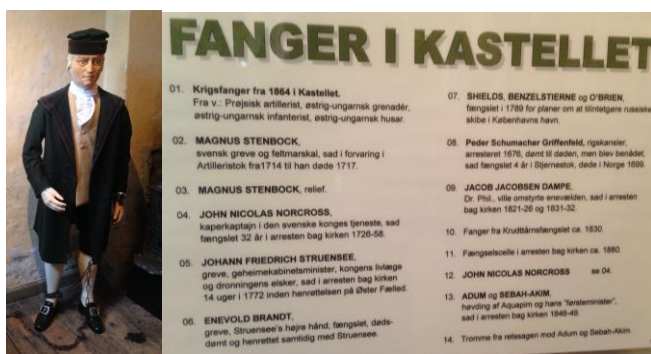 FANGER I KASTELLET
01. Krigsfanger fra 1864 i Kastellet.
Fra v.: Prøjsisk artillerist, østrig-ungarnsk grenadér,
østrig-ungarnsk infanterist, østrig-ungarnsk husar.
02. MAGNUS STENBOCK,
svensk greve og feltmarskal, sad i forvaring i
Artilleristok fra1714 til han døde 1717.
03. MAGNUS STENBOCK, relief.
04. JOHN NICOLAS NORCROSS,
kaperkaptajn i den svenske konges tjeneste, sad
fængslet 32 år i arresten bag kirken 1726-58.
05. JOHANN FRIEDRICH STRUENSEE,
greve, geheimekabinetsminister, kongens livlæge
og dronningens elsker, sad i arresten bag kirken
14 uger i 1772 inden henrettelsen på Øster Fælled.
06. ENEVOLD BRANDT,
greve, Struensee's højre hånd, fængslet, døds-
dømt og henrettet samtidig med Struensee.
07. SHIELDS, BENZELSTIERNE og O'BRIEN,
fængslet i 1789 for planer om at tilintetgøre russiske
skibe i Københavns havn.
08. Peder Schumacher Griffenfeld, rigskansler,
arresteret 1676, dømt til døden, men blev benådet,
sad fængslet 4 år i Stjernestok, døde i Norge 1699.
09. JACOB JACOBSEN DAMPE,
Dr. Phil., ville omstyrte enevælden, sad i arresten
bag kirken 1821-26 og 1831-32.
10. Fanger fra Krudttårnsfængslet ca. 1830.
11. Fængselscelle i arresten bag kirken ca. 1880.
12. JOHN NICOLAS NORCROSS se 04.
13. ADUM og SEBAH-AKIM,
høvding af Aquapim og hans "førsteminister",
sad i arresten bag kirken 1846-49.
14. Tromme fra retssagen mod Adum og Sebah-Akim.